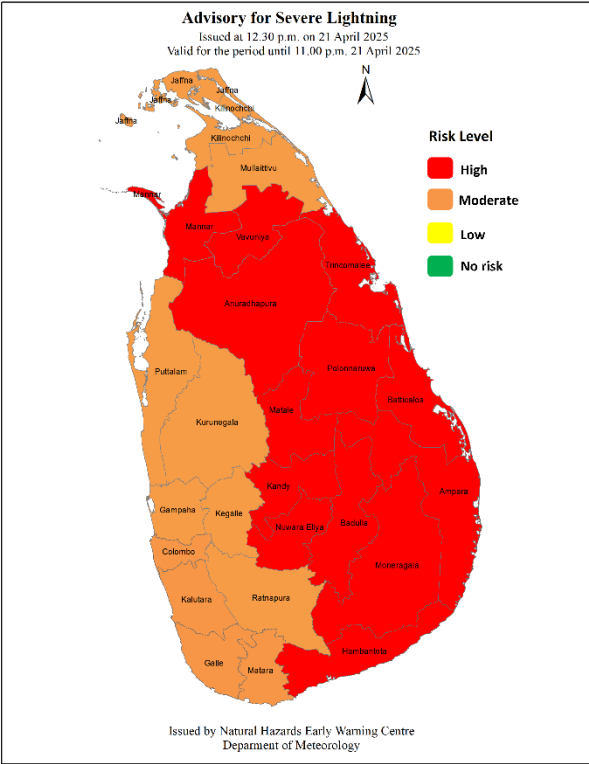 Advisory for Severe Lightning
Issued at 12.30 p.m. on 21 April 2025
Valid for the period until 11.00 p.m. 21 April 2025
N
Jaffna
Jaffna
Jaffna
Kilinochchi
Jaffna
Kilinochchi
Mullaittivu
Risk Level
High
Moderate
Low
No risk
Mannar
Mannar
Vavuniya
Trincomalee
Anuradhapura
Puttalam
Polonnaruwa
Kurunegala
Matale
Batticaloa
Kandy
Ampara
Gampaha
Kegalle
Nuwara Eliya
Badulla
Colombo
Moneragala
Kalutara
Ratnapura
Hambantota
Galle
Matara
Issued by Natural Hazards Early Warning Centre
Deparment of Meteorology